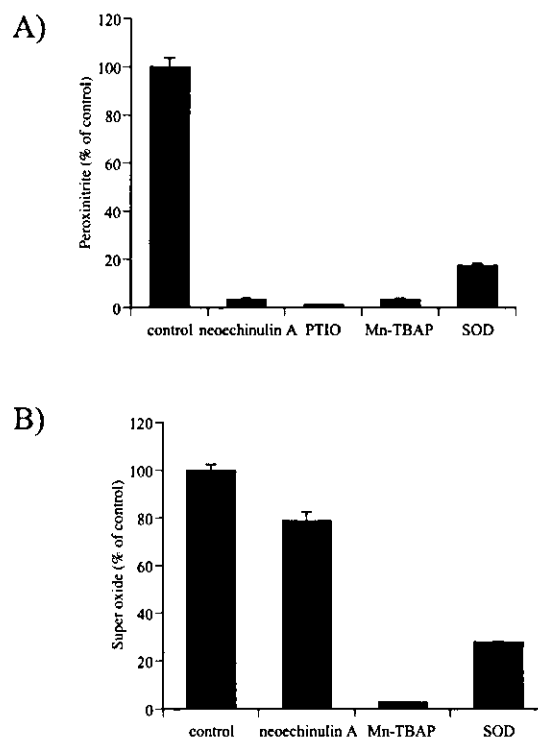 A)
Peroxinitrite (% of control)
120
100
80
60
40
20
0
control neoechinulin A PTIO Mn-TBAP SOD
B)
Super oxide (% of control)
120
100
80
60
40
20
0
control neoechinulin A Mn-TBAP SOD